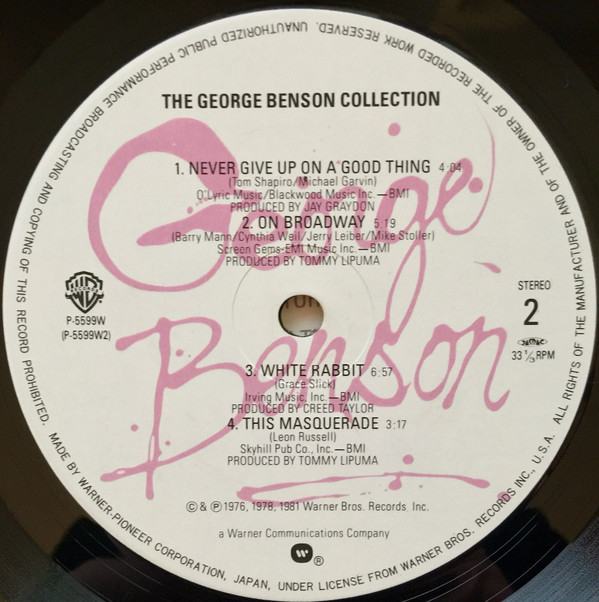 UNAUTHORIZED PUBLIC PERFORMANCE BROADCASTING AND COPYING OF THIS RECORD PROHIBITED.
MADE BY WARNER-PIONEER CORPORATION, JAPAN, UNDER LICENSE FROM WARNER BROS. RECORDS INC., U.S.A.
ALL RIGHTS OF THE MANUFACTURER AND OF THE OWNER OF THE RECORDED WORK RESERVED.
THE GEORGE BENSON COLLECTION
George
Benson
1. NEVER GIVE UP ON A GOOD THING 4:04
(Tom Shapiro/Michael Garvin)
O'Lyric Music/Blackwood Music Inc.—BMI
PRODUCED BY JAY GRAYDON
2. ON BROADWAY 5:19
(Barry Mann/Cynthia Weil/Jerry Leiber/Mike Stoller)
Screen Gems-EMI Music Inc.—BMI
PRODUCED BY TOMMY LIPUMA
WB
RECORDS
P-5599W
(P-5599W2)
STEREO
2
JASRAC
33 1/3 RPM
3. WHITE RABBIT 6:57
(Grace Slick)
Irving Music, Inc.—BMI
PRODUCED BY CREED TAYLOR
4. THIS MASQUERADE 3:17
(Leon Russell)
Skyhill Pub Co., Inc.—BMI
PRODUCED BY TOMMY LIPUMA
© & ℗ 1976, 1978, 1981 Warner Bros. Records Inc.
a Warner Communications Company
®